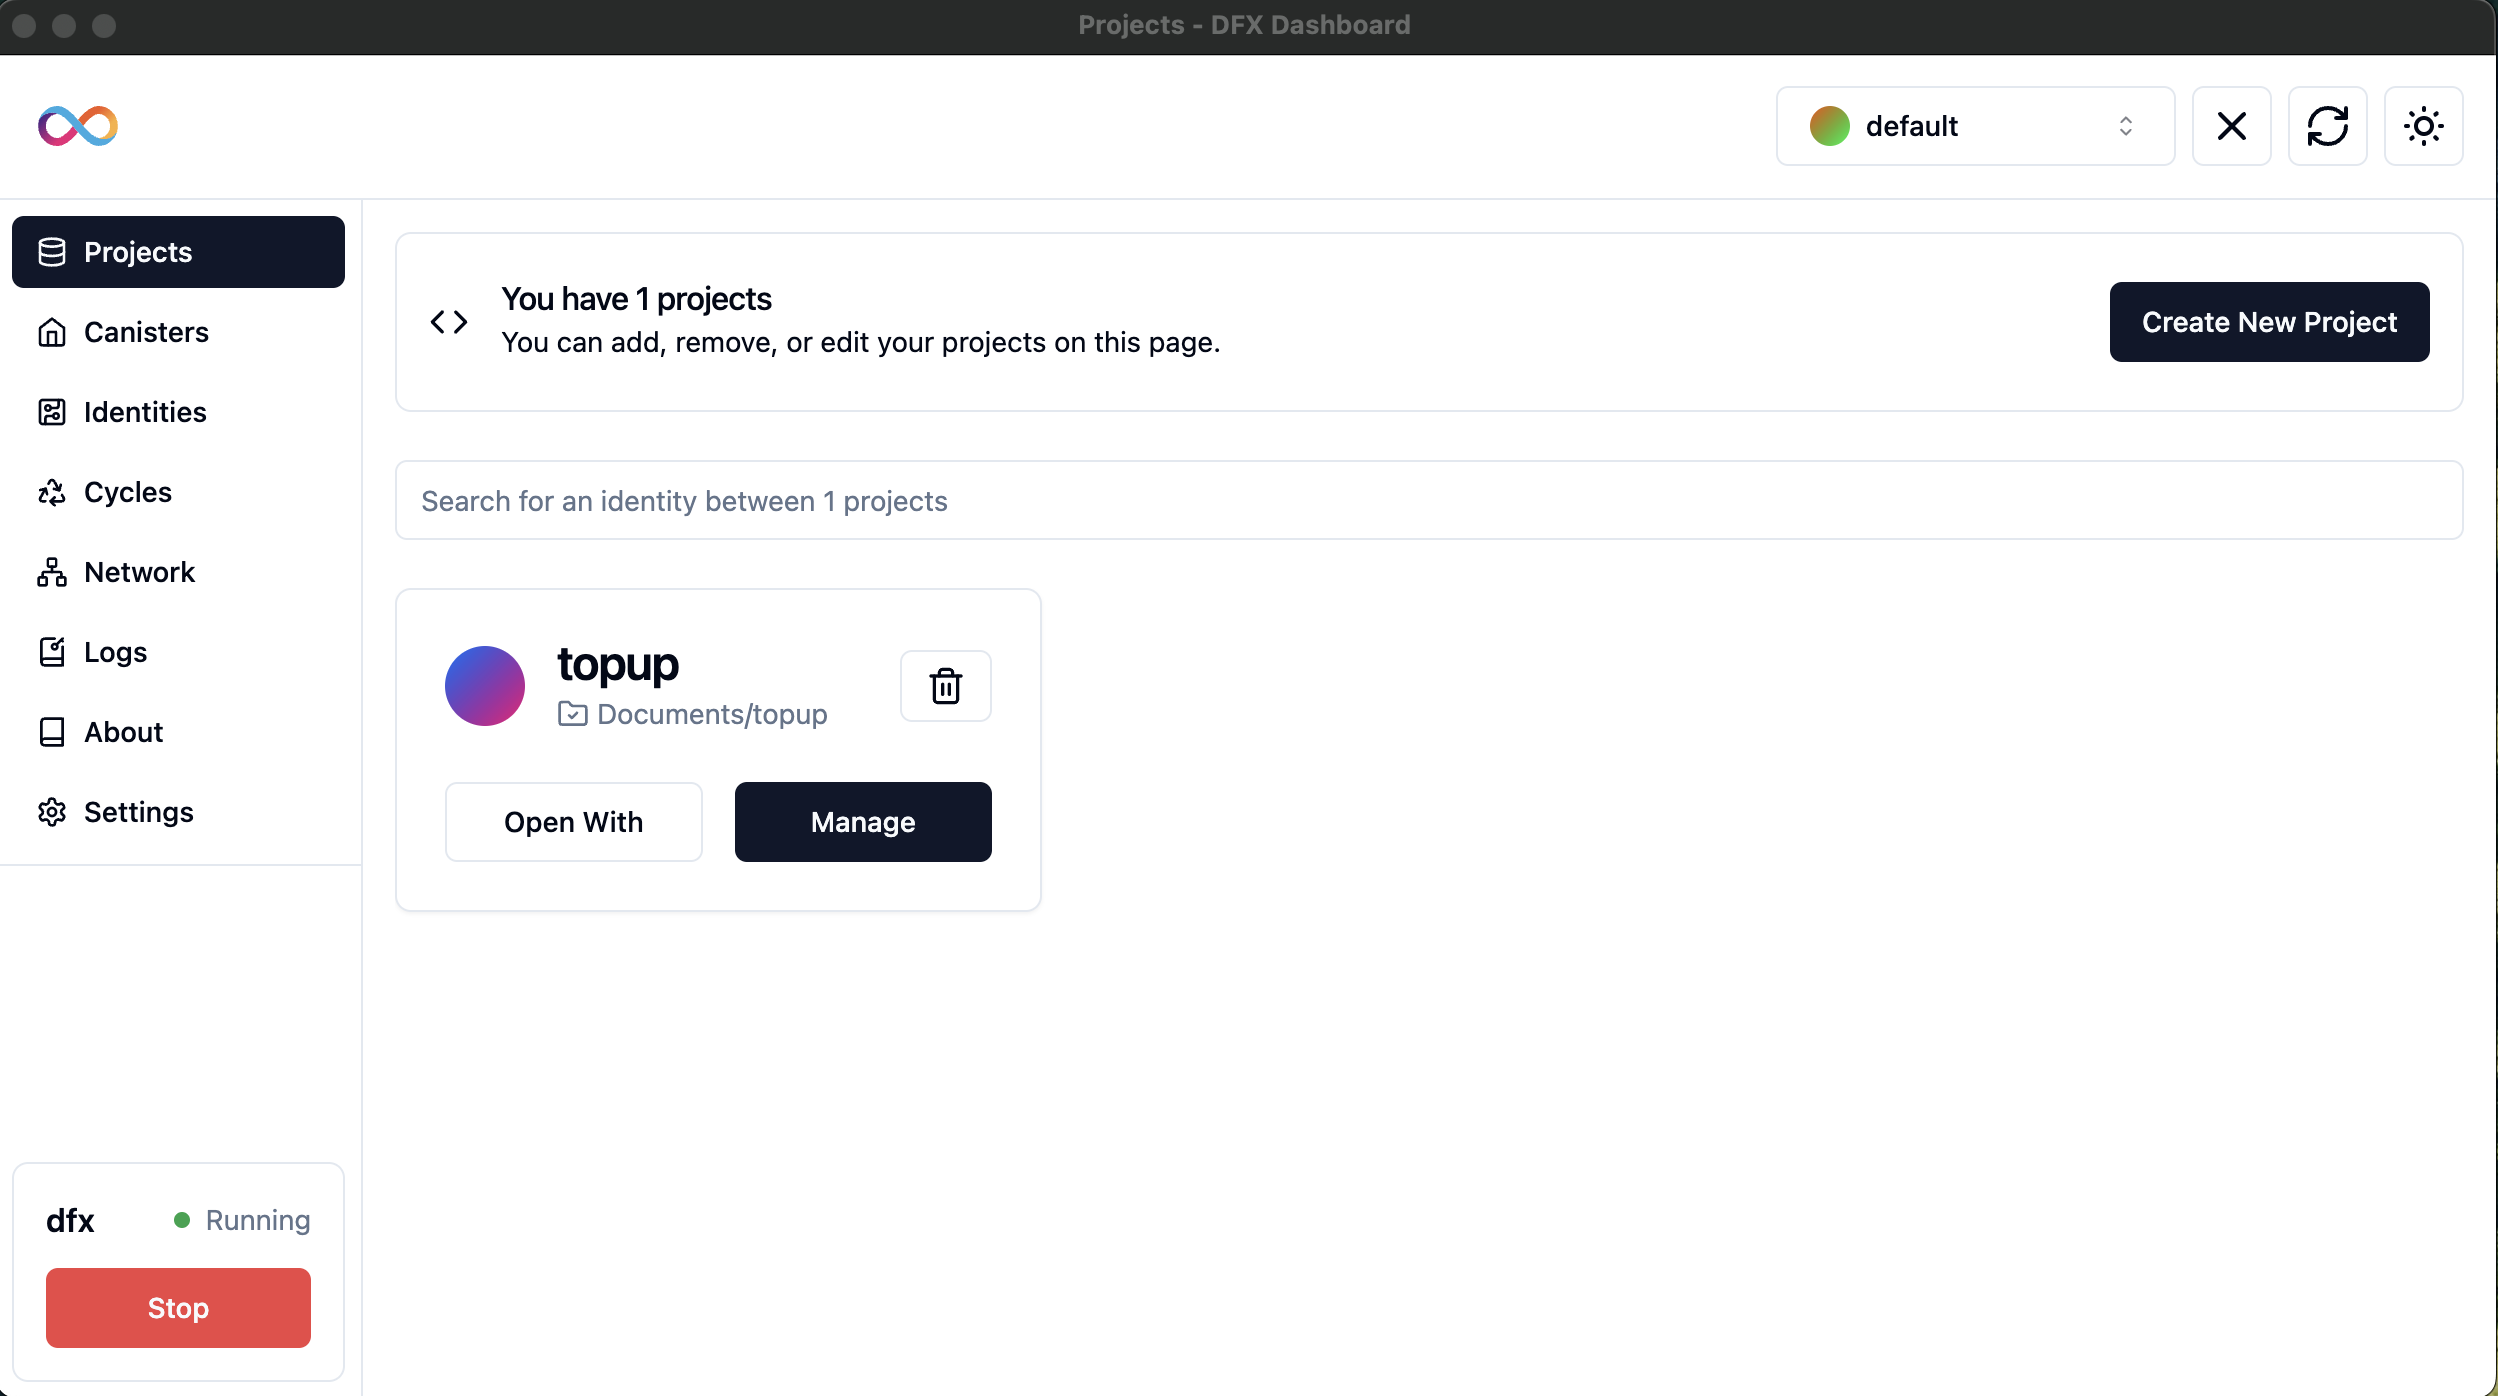 Projects - DFX Dashboard
default
Projects
Canisters
Identities
Cycles
Network
Logs
About
Settings
dfx
Running
Stop
You have 1 projects
You can add, remove, or edit your projects on this page.
Create New Project
Search for an identity between 1 projects
topup
Documents/topup
Open With
Manage